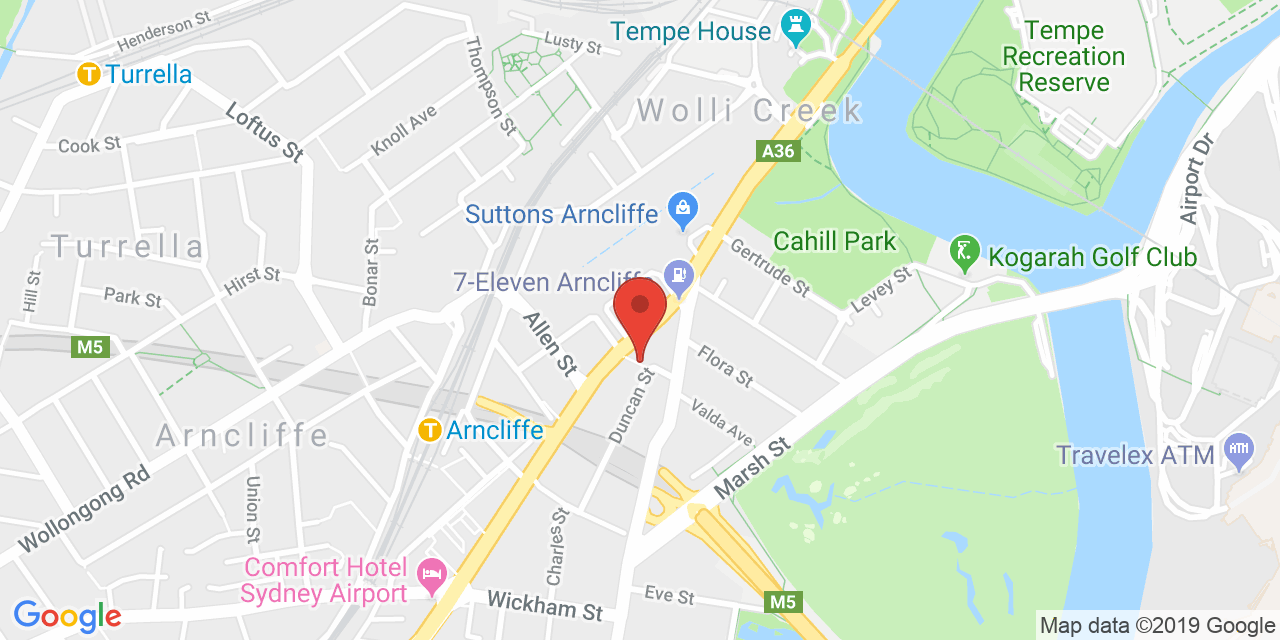 Henderson St
Lusty St
Tempe House
Tempe
Recreation
Reserve
Turrella
Thompson St
Loftus St
Knoll Ave
Cook St
Wolli Creek
A36
Airport Dr
Suttons Arncliffe
Turrella
Cahill Park
Gertrude St
Kogarah Golf Club
Hirst St
Bonar St
Hill St
Park St
7-Eleven Arncliffe
Levey St
Allen St
M5
Flora St
Duncan St
Valda Ave
Arncliffe
Arncliffe
Marsh St
Travelex ATM
ATM
Wollongong Rd
Union St
Charles St
Comfort Hotel
Sydney Airport
Wickham St
Eve St
M5
Google
Map data ©2019 Google